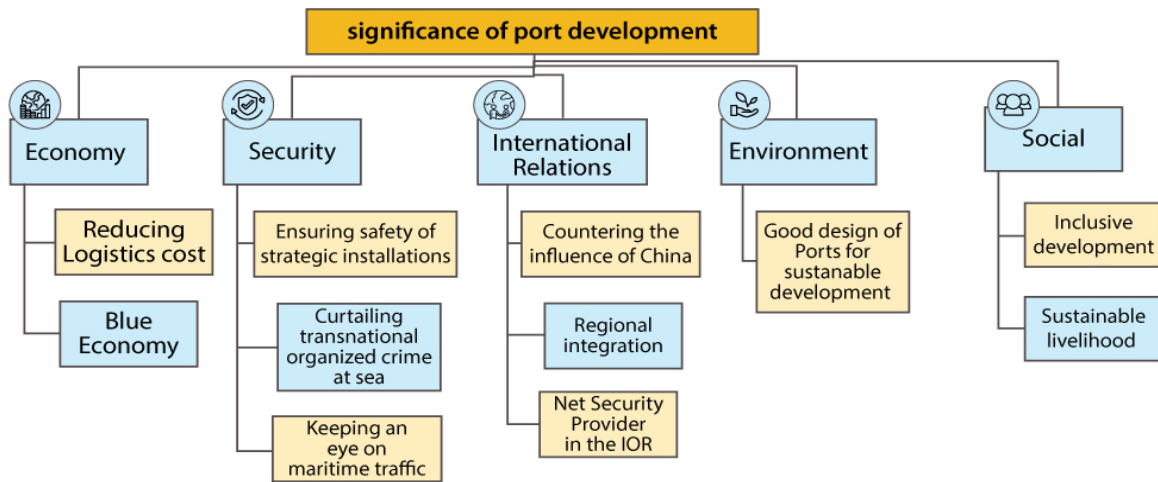 significance of port development
Economy
Reducing
Logistics cost
Blue
Economy
Security
Ensuring safety of
strategic installations
Curtailing
transnational
organized crime
at sea
Keeping an
eye on
maritime traffic
International
Relations
Countering the
influence of China
Regional
integration
Net Security
Provider
in the IOR
Environment
Good design of
Ports for
sustanable
development
Social
Inclusive
development
Sustainable
livelihood